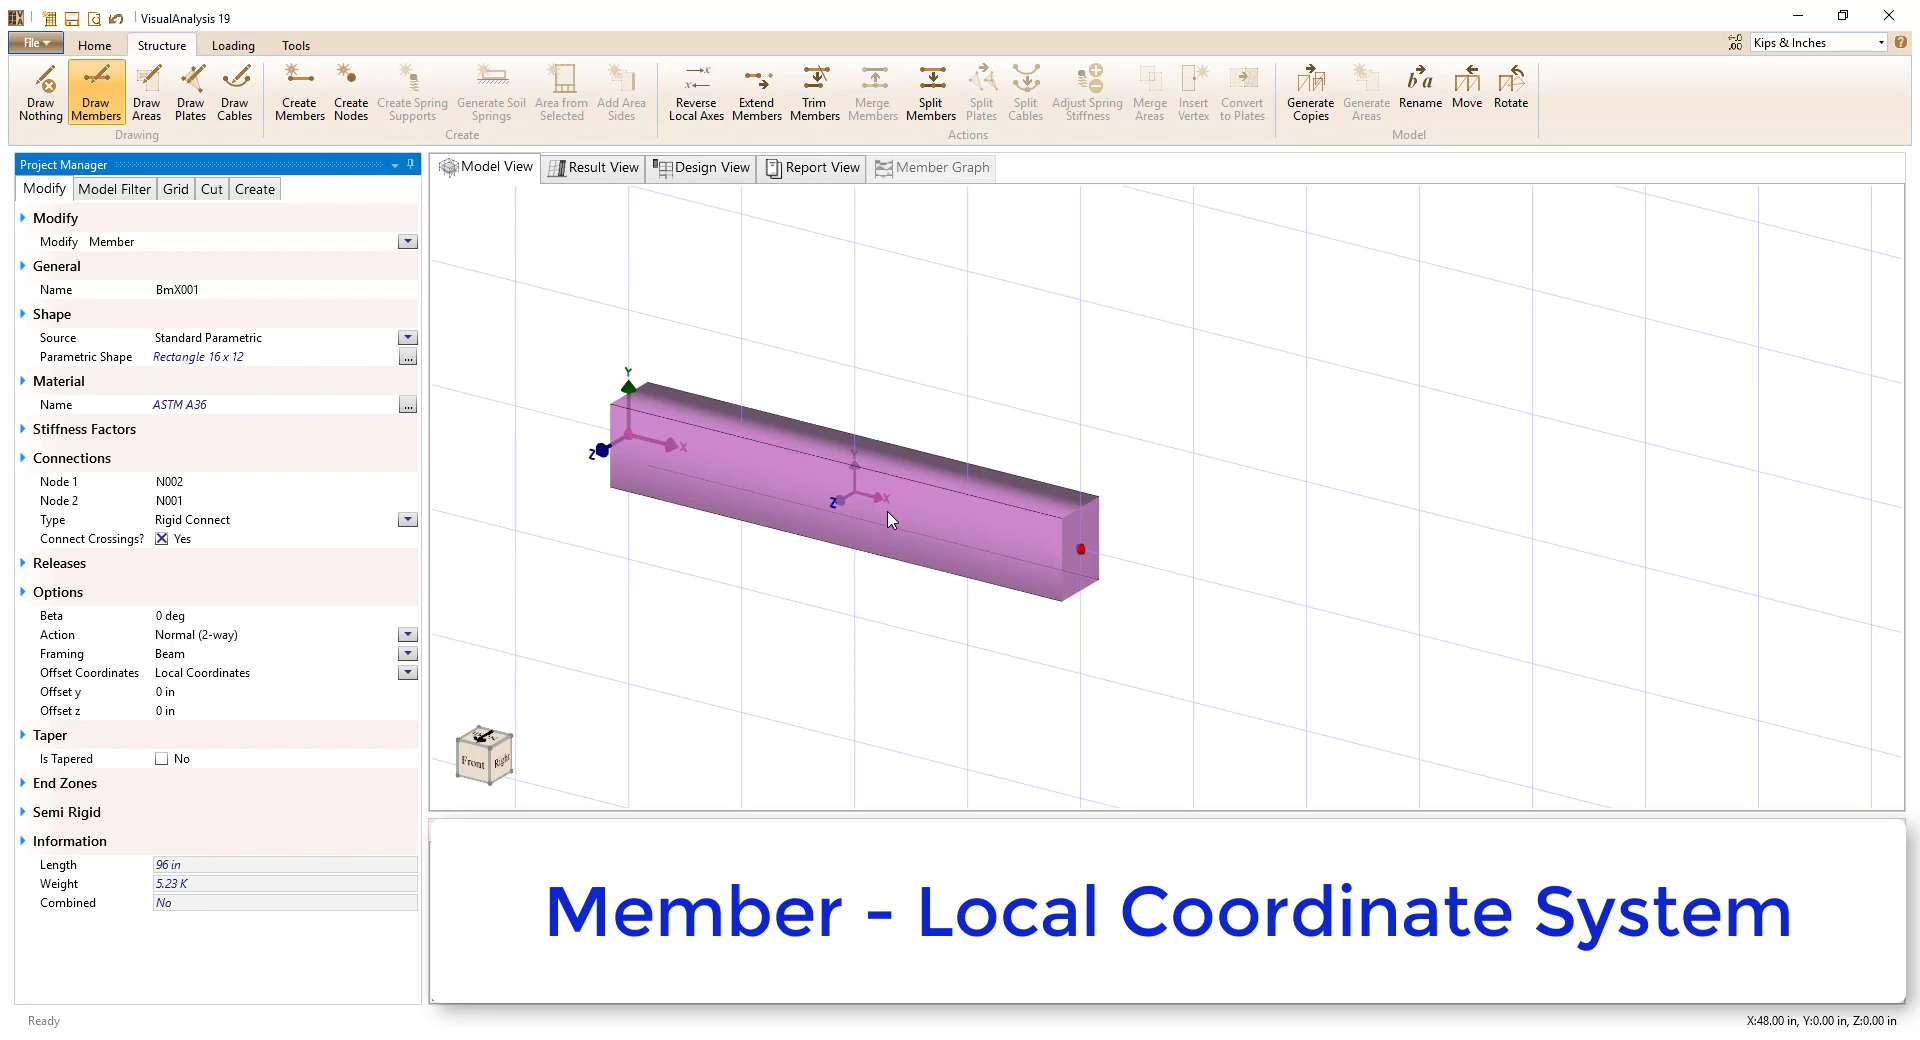 VisualAnalysis 19
File
Home
Structure
Loading
Tools
Kips & Inches
Draw Nothing
Draw Members
Draw Areas
Draw Plates
Draw Cables
Drawing
Create Members
Create Nodes
Create Spring Supports
Generate Soil Springs
Area from Selected
Add Area Sides
Create
Reverse Local Axes
Extend Members
Trim Members
Merge Members
Split Members
Split Plates
Split Cables
Adjust Spring Stiffness
Merge Areas
Insert Vertex
Convert to Plates
Actions
Generate Copies
Generate Areas
Rename
Move
Rotate
Model
Project Manager
Modify
Model Filter
Grid
Cut
Create
Modify
Modify Member
General
Name BmX001
Shape
Source Standard Parametric
Parametric Shape Rectangle 16 x 12
...
Material
Name ASTM A36
...
Stiffness Factors
Connections
Node 1 N002
Node 2 N001
Type Rigid Connect
Connect Crossings? Yes
Releases
Options
Beta 0 deg
Action Normal (2-way)
Framing Beam
Offset Coordinates Local Coordinates
Offset y 0 in
Offset z 0 in
Taper
Is Tapered No
End Zones
Semi Rigid
Information
Length 96 in
Weight 5.23 K
Combined No
Model View
Result View
Design View
Report View
Member Graph
Y
X
Z
Y
X
Z
Front
Right
Member - Local Coordinate System
Ready
X:48.00 in, Y:0.00 in, Z:0.00 in